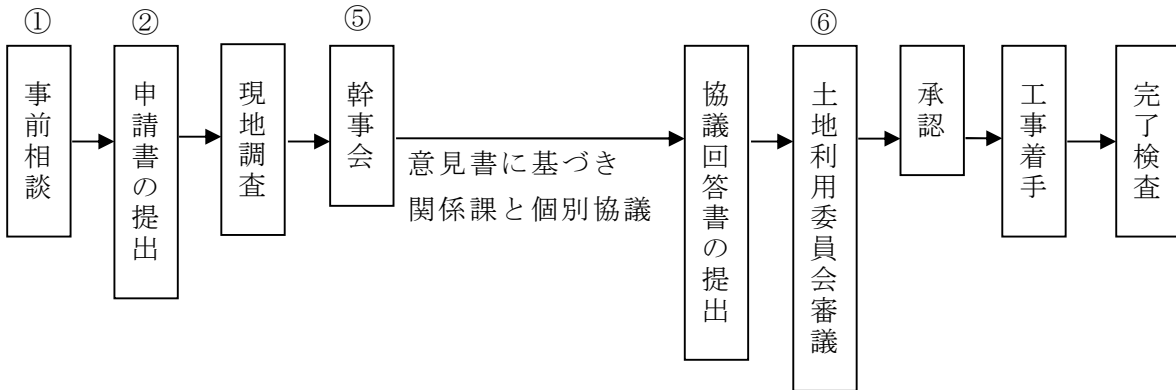 ①
事前相談
②
申請書の提出
現地調査
⑤
幹事会
意見書に基づき
関係課と個別協議
協議回答書の提出
⑥
土地利用委員会審議
承認
工事着手
完了検査